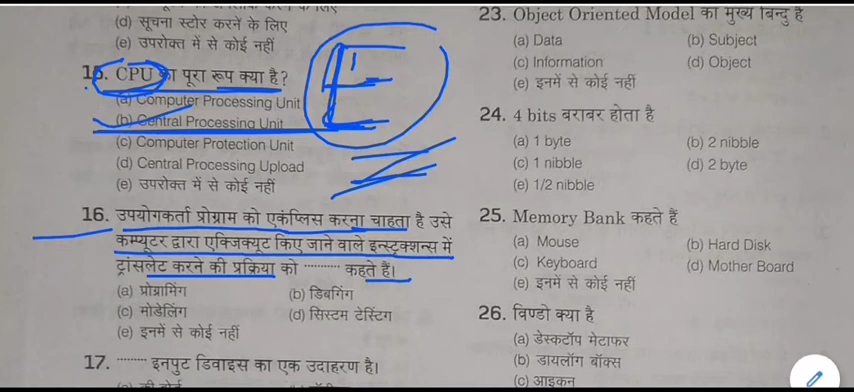 (d) सूचना स्टोर करनें के लिए
(e) उपरोक्त में से कोई नहीं
15. CPU का पूरा रूप क्या है?
(a) Computer Processing Unit
(b) Central Processing Unit
(c) Computer Protection Unit
(d) Central Processing Upload
(e) उपरोक्त में से कोई नहीं
E
16. उपयोगकर्ता प्रोग्राम को एकंप्लिस करना चाहता है उसे
कम्प्यूटर द्वारा एक्जिक्यूट किए जाने वाले इन्स्ट्रक्शन्स में
ट्रांसलेट करने की प्रक्रिया को ·········· कहते हैं।
(a) प्रोग्रामिंग (b) डिबगिंग
(c) मोडेलिंग (d) सिस्टम टेस्टिंग
(e) इनमें से कोई नहीं
17. ········ इनपुट डिवाइस का एक उदाहरण है।
23. Object Oriented Model का मुख्य बिन्दु है
(a) Data (b) Subject
(c) Information (d) Object
(e) इनमें से कोई नहीं
24. 4 bits बराबर होता है
(a) 1 byte (b) 2 nibble
(c) 1 nibble (d) 2 byte
(e) 1/2 nibble
25. Memory Bank कहते हैं
(a) Mouse (b) Hard Disk
(c) Keyboard (d) Mother Board
(e) इनमें से कोई नहीं
26. विण्डो क्या है
(a) डेस्कटॉप मेटाफर
(b) डायलॉग बॉक्स
(c) आइकन